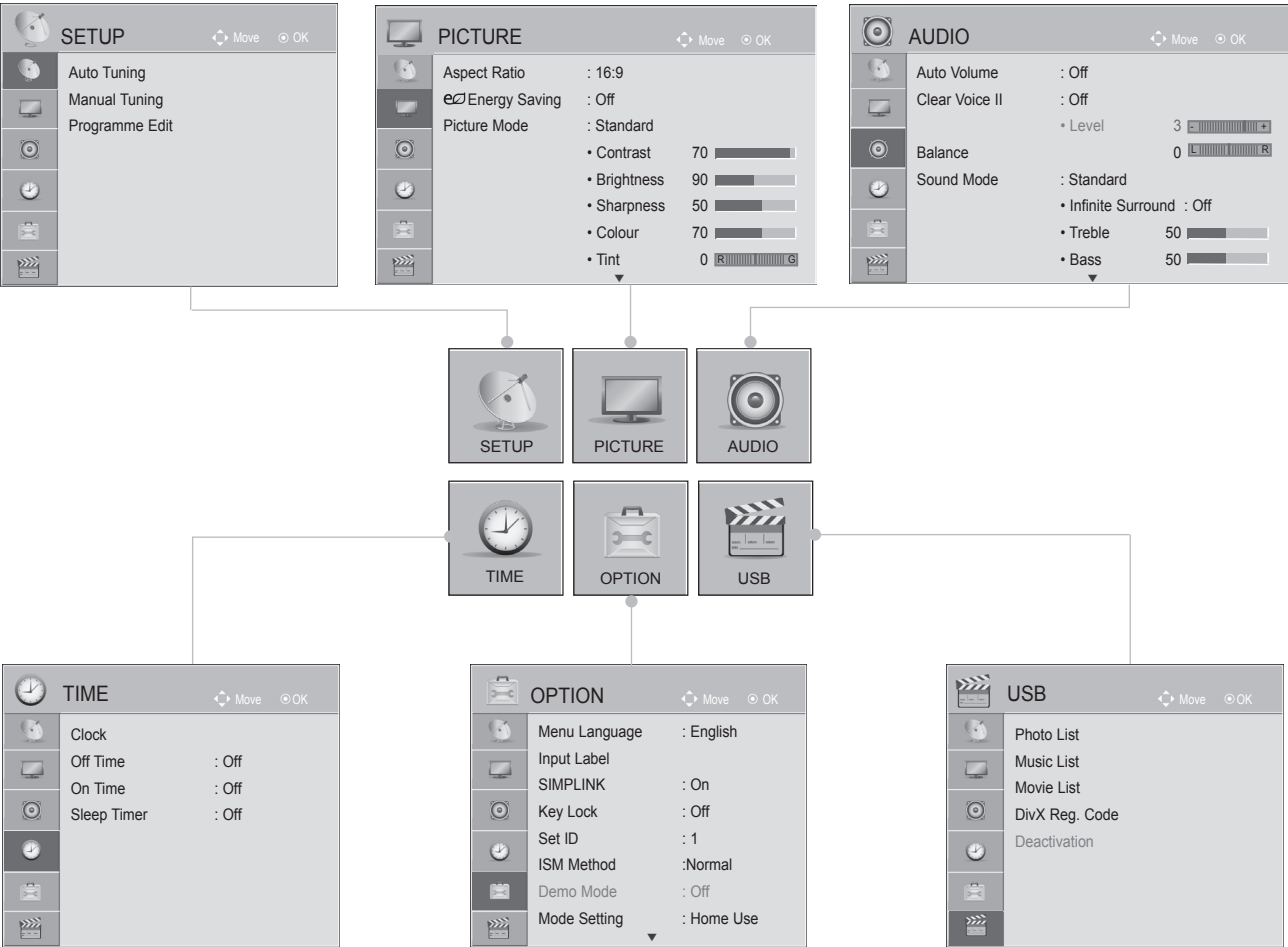 SETUP Move OK
Auto Tuning
Manual Tuning
Programme Edit
PICTURE Move OK
Aspect Ratio : 16:9
Energy Saving : Off
Picture Mode : Standard
• Contrast 70
• Brightness 90
• Sharpness 50
• Colour 70
• Tint 0 R G
AUDIO Move OK
Auto Volume : Off
Clear Voice II : Off
• Level 3 - +
Balance 0 L R
Sound Mode : Standard
• Infinite Surround : Off
• Treble 50
• Bass 50
SETUP
PICTURE
AUDIO
TIME
OPTION
USB
TIME Move OK
Clock
Off Time : Off
On Time : Off
Sleep Timer : Off
OPTION Move OK
Menu Language : English
Input Label
SIMPLINK : On
Key Lock : Off
Set ID : 1
ISM Method :Normal
Demo Mode : Off
Mode Setting : Home Use
USB Move OK
Photo List
Music List
Movie List
DivX Reg. Code
Deactivation